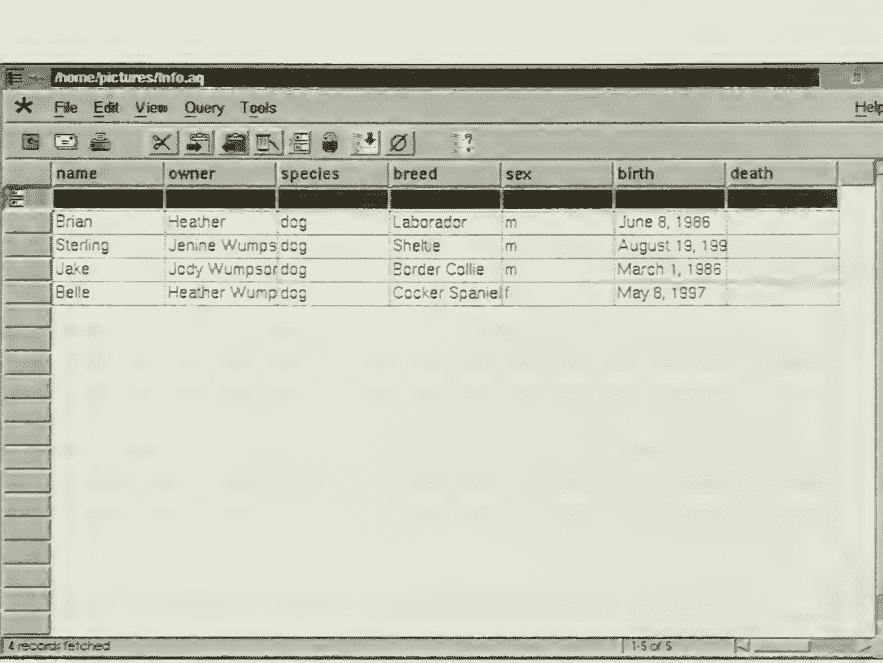 /home/pictures/info.aq
File Edit View Query Tools Help
name owner species breed sex birth death
Brian Heather dog Laborador m June 8, 1986
Sterling Jenine Wumps dog Sheltie m August 19, 199
Jake Jody Wumpsor dog Border Collie m March 1, 1986
Belle Heather Wump dog Cocker Spaniel f May 8, 1997
4 records fetched 1-5 of 5